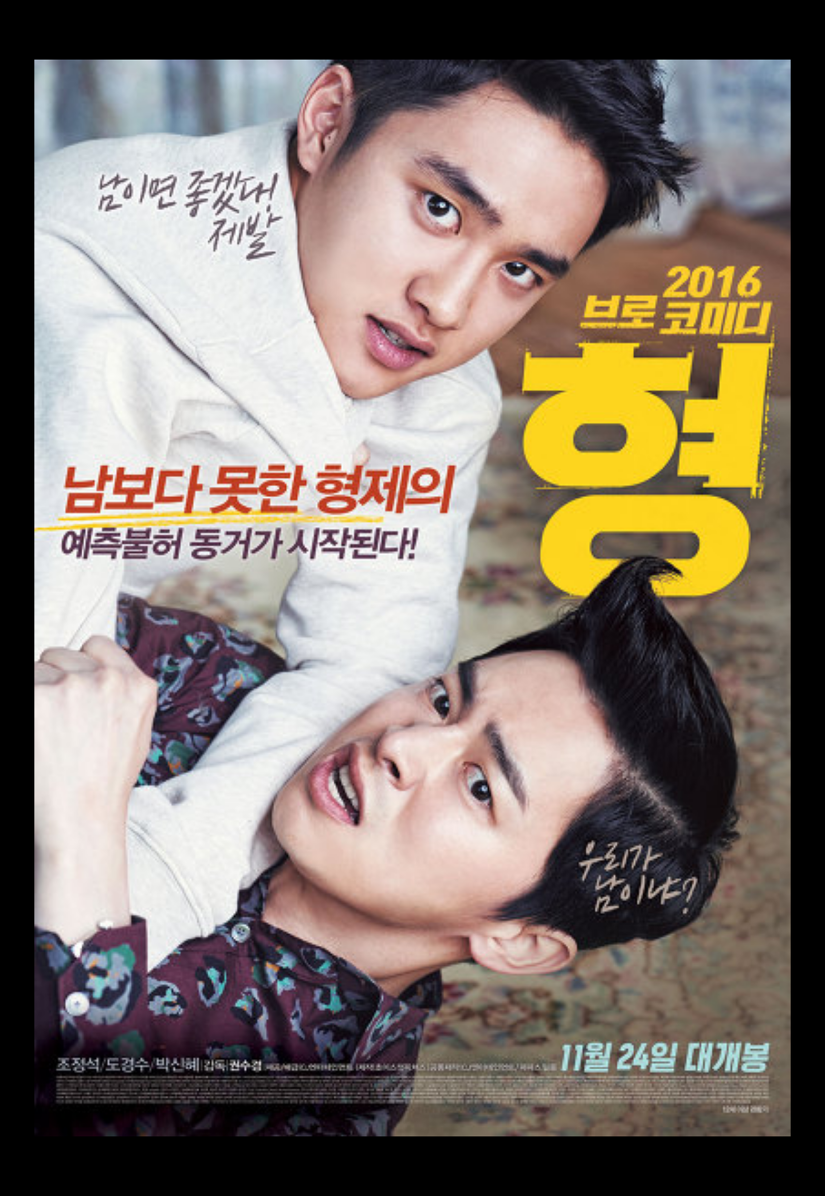 남이면 좋겠다!
제발
2016
브로 코미디
형
남보다 못한 형제의
예측불허 동거가 시작된다!
우리가
남이냐?
조정석/도경수/박신혜 감독 권수경
11월 24일 대개봉